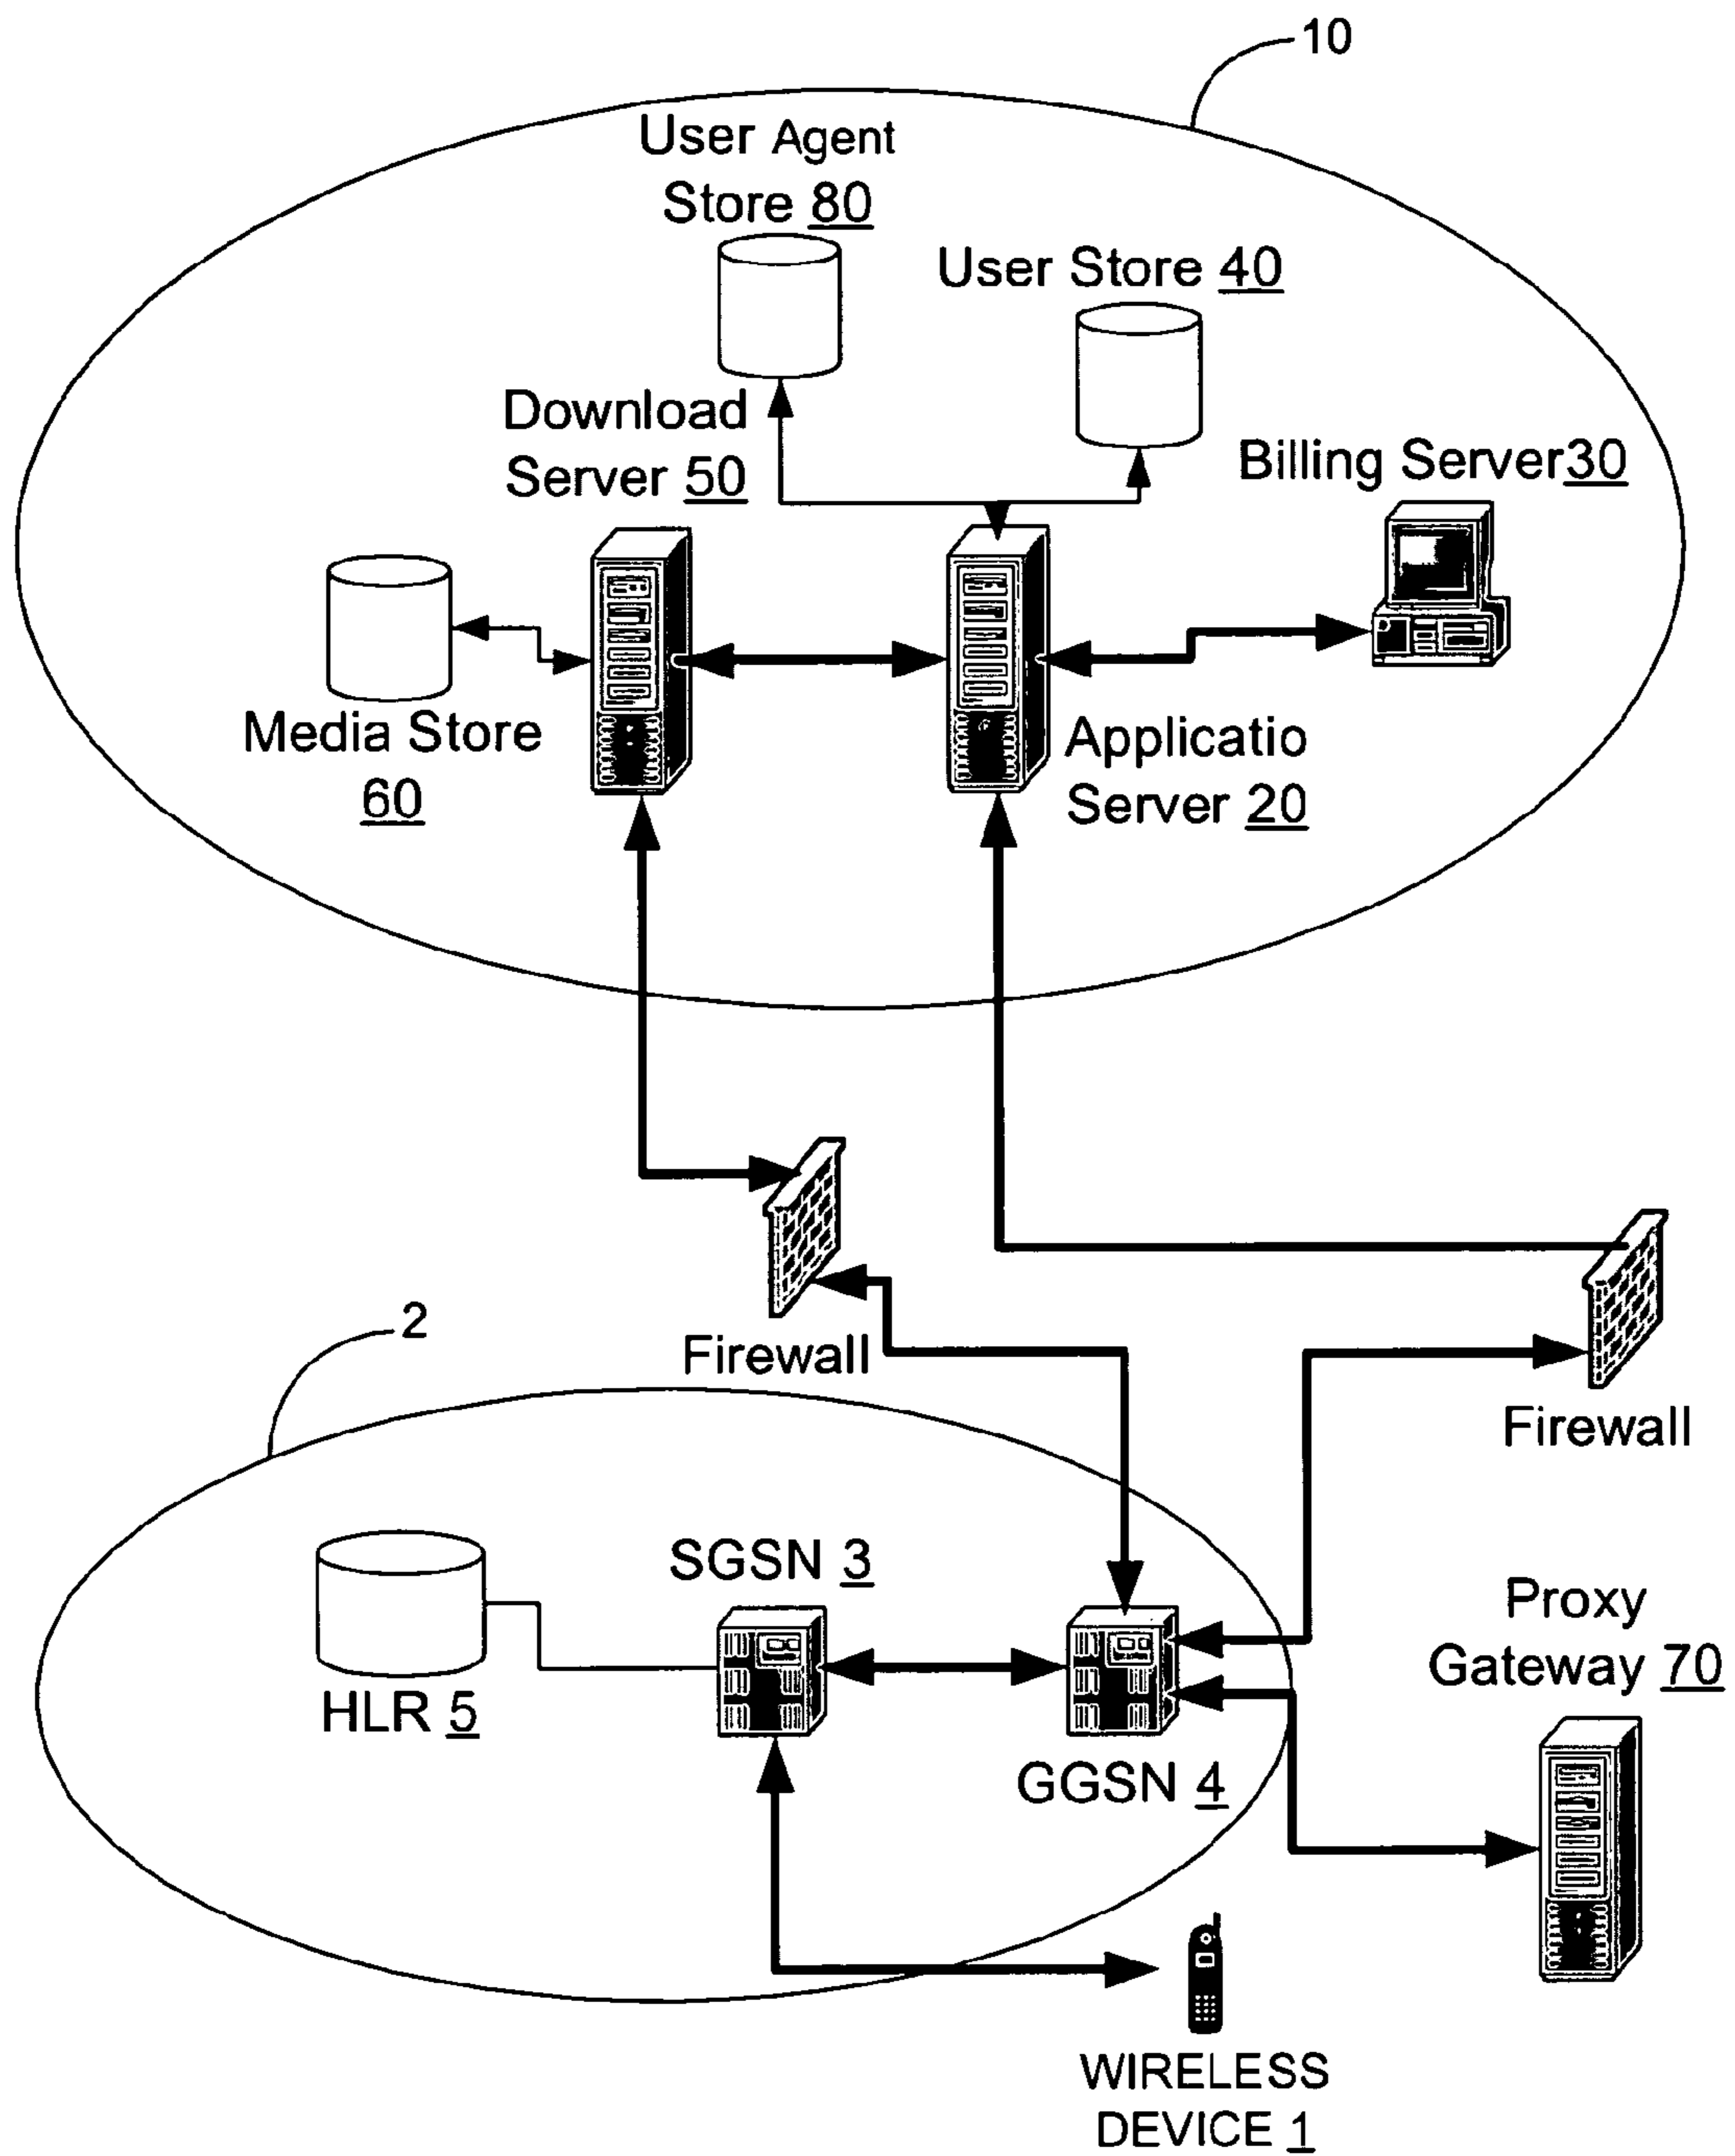 10
User Agent
Store 80
User Store 40
Download
Server 50
Billing Server30
Media Store
60
Applicatio
Server 20
2
Firewall
Firewall
SGSN 3
HLR 5
GGSN 4
Proxy
Gateway 70
WIRELESS
DEVICE 1